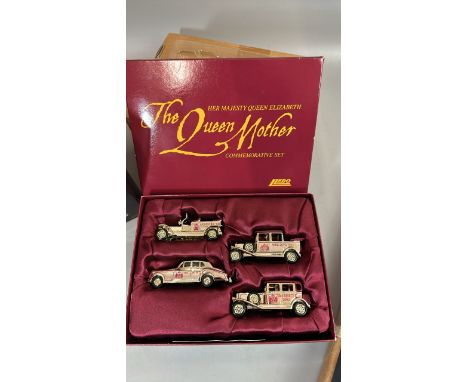 HER MAJESTY QUEEN ELIZABETH
The Queen Mother
COMMEMORATIVE SET
LLEDO